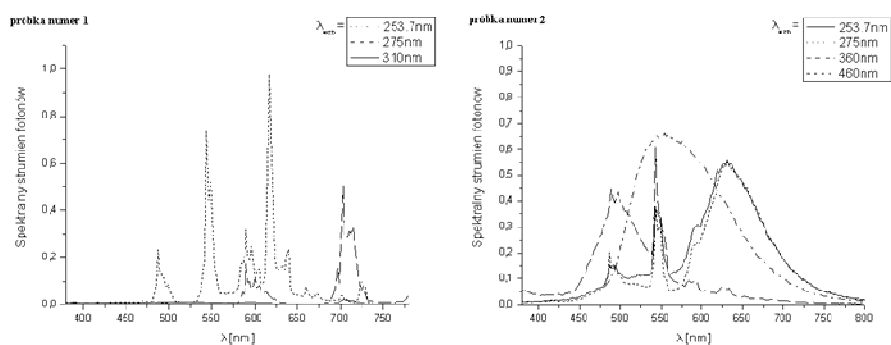 próbka numer 1
λexb =
253,7nm
275nm
310nm
Spektralny strumień fotonów
1,0
0,8
0,6
0,4
0,2
0,0
400 450 500 550 600 650 700 750
λ[nm]
próbka numer 2
253,7nm
275nm
360nm
460nm
Spektralny strumień fotonów
1,0
0,9
0,8
0,7
0,6
0,5
0,4
0,3
0,2
0,1
0,0
400 450 500 550 600 650 700 750 800
λ[nm]